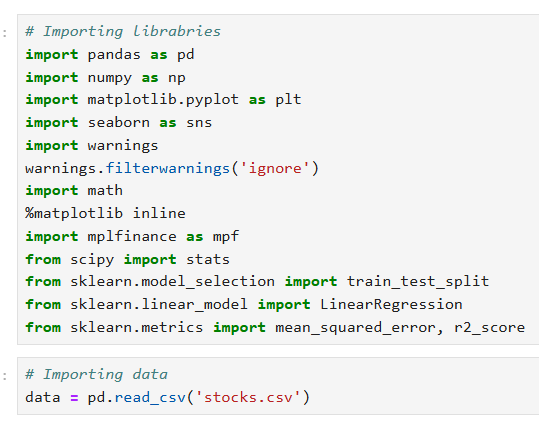 # Importing librabries
import pandas as pd
import numpy as np
import matplotlib.pyplot as plt
import seaborn as sns
import warnings
warnings.filterwarnings('ignore')
import math
%matplotlib inline
import mplfinance as mpf
from scipy import stats
from sklearn.model_selection import train_test_split
from sklearn.linear_model import LinearRegression
from sklearn.metrics import mean_squared_error, r2_score
# Importing data
data = pd.read_csv('stocks.csv')